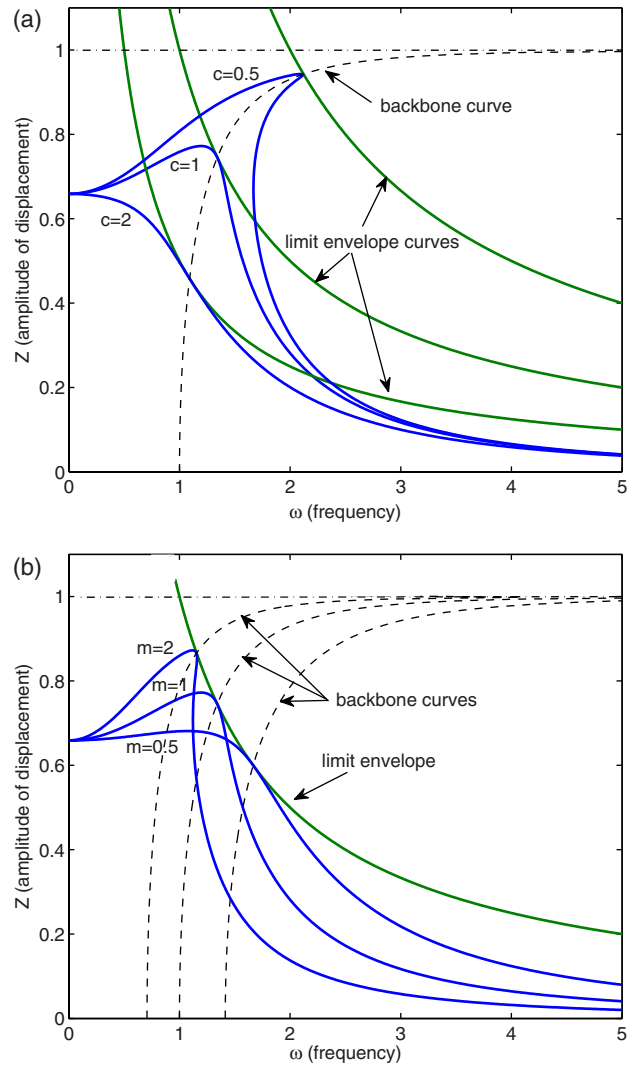 (a)
1
0.8
0.6
0.4
0.2
0
Z (amplitude of displacement)
c=0.5
c=1
c=2
backbone curve
limit envelope curves
0 1 2 3 4 5
ω (frequency)
(b)
1
0.8
0.6
0.4
0.2
0
Z (amplitude of displacement)
m=2
m=1
m=0.5
backbone curves
limit envelope
0 1 2 3 4 5
ω (frequency)